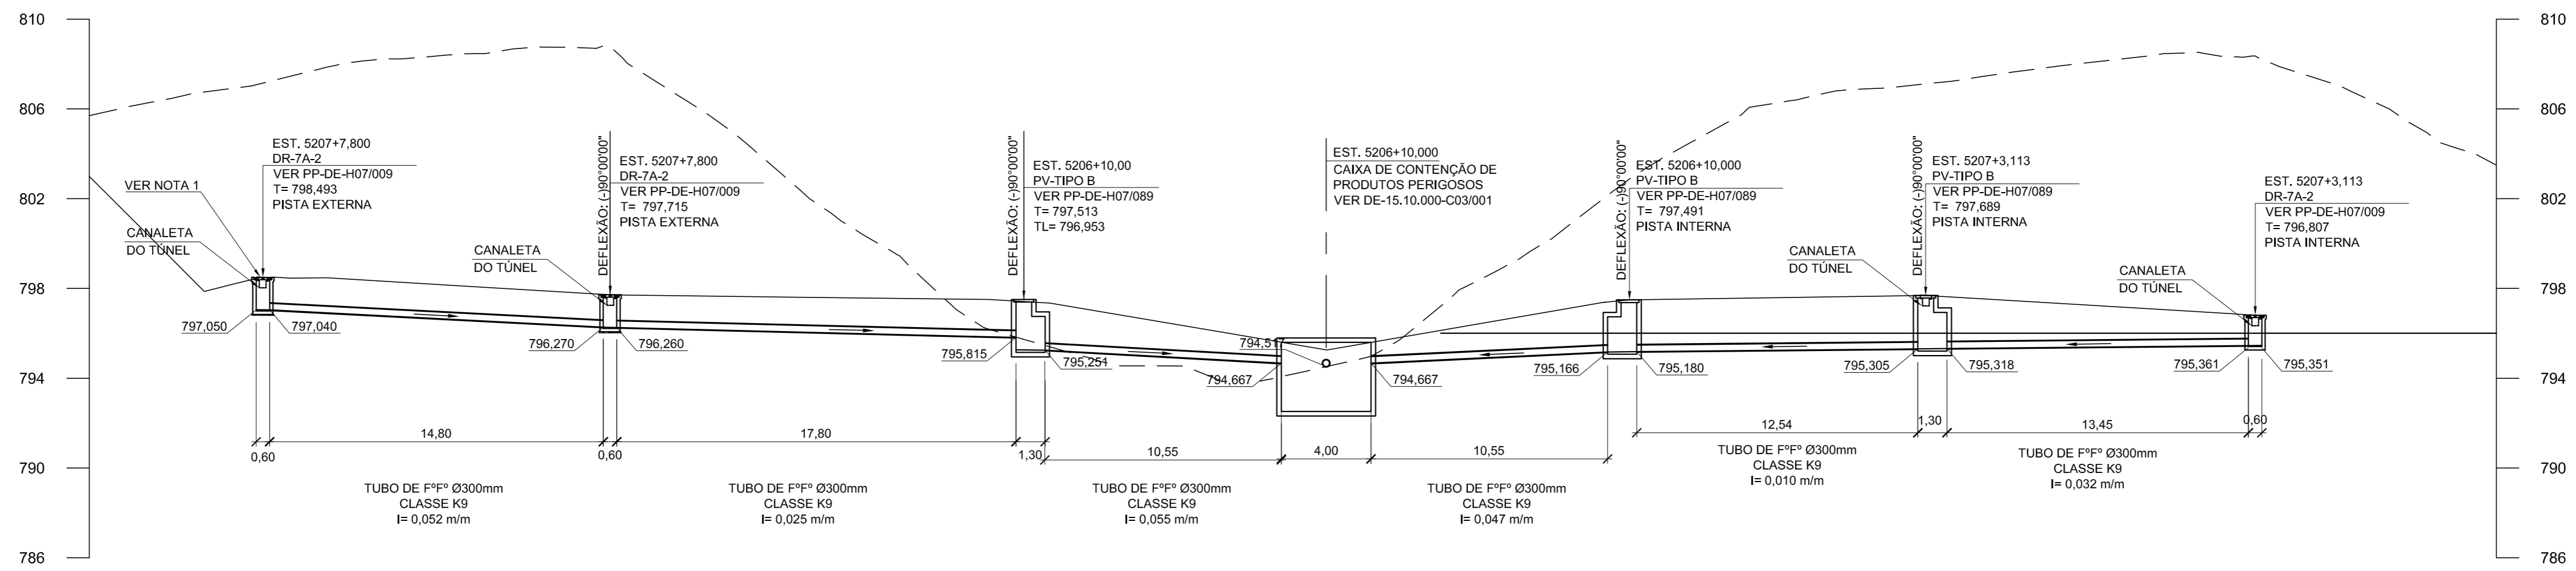 810
806
802
798
794
790
786
VER NOTA 1
CANALETA
DO TÚNEL
EST. 5207+7,800
DR-7A-2
VER PP-DE-H07/009
T= 798,493
PISTA EXTERNA
797,050
797,040
CANALETA
DO TÚNEL
DEFLEXÃO: (-)90°00'00"
EST. 5207+7,800
DR-7A-2
VER PP-DE-H07/009
T= 797,715
PISTA EXTERNA
796,270
796,260
DEFLEXÃO: (-)90°00'00"
EST. 5206+10,00
PV-TIPO B
VER PP-DE-H07/089
T= 797,513
TL= 796,953
795,815
795,251
EST. 5206+10,000
CAIXA DE CONTENÇÃO DE
PRODUTOS PERIGOSOS
VER DE-15.10.000-C03/001
794,517
794,667
794,667
DEFLEXÃO: (-)90°00'00"
EST. 5206+10,000
PV-TIPO B
VER PP-DE-H07/089
T= 797,491
PISTA INTERNA
795,166
795,180
CANALETA
DO TÚNEL
DEFLEXÃO: (-)90°00'00"
EST. 5207+3,113
PV-TIPO B
VER PP-DE-H07/089
T= 797,689
PISTA INTERNA
795,305
795,318
CANALETA
DO TÚNEL
EST. 5207+3,113
DR-7A-2
VER PP-DE-H07/009
T= 796,807
PISTA INTERNA
795,361
795,351
0,60
14,80
0,60
17,80
1,30
10,55
4,00
10,55
12,54
1,30
13,45
0,60
TUBO DE FºFº Ø300mm
CLASSE K9
I= 0,052 m/m
TUBO DE FºFº Ø300mm
CLASSE K9
I= 0,025 m/m
TUBO DE FºFº Ø300mm
CLASSE K9
I= 0,055 m/m
TUBO DE FºFº Ø300mm
CLASSE K9
I= 0,047 m/m
TUBO DE FºFº Ø300mm
CLASSE K9
I= 0,010 m/m
TUBO DE FºFº Ø300mm
CLASSE K9
I= 0,032 m/m
810
806
802
798
794
790
786